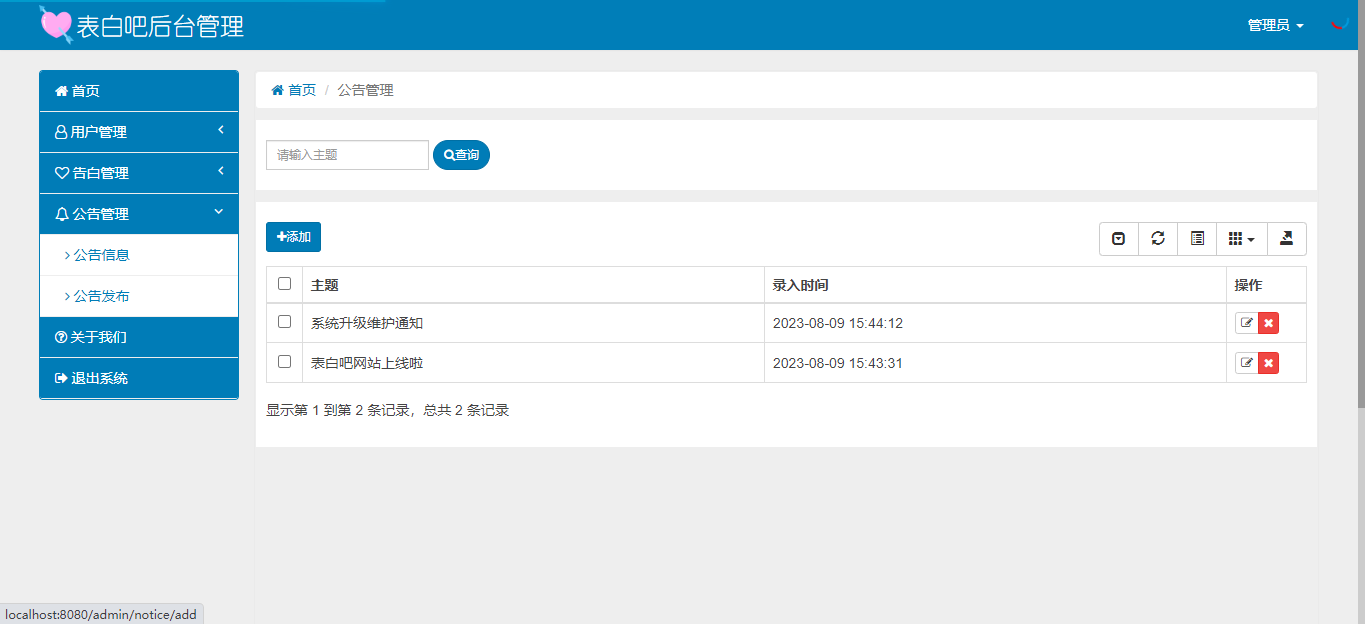 表白吧后台管理
管理员
首页
用户管理
告白管理
公告管理
公告信息
公告发布
关于我们
退出系统
首页 / 公告管理
请输入主题 查询
添加
主题 录入时间 操作
系统升级维护通知 2023-08-09 15:44:12
表白吧网站上线啦 2023-08-09 15:43:31
显示第 1 到第 2 条记录，总共 2 条记录
localhost:8080/admin/notice/add